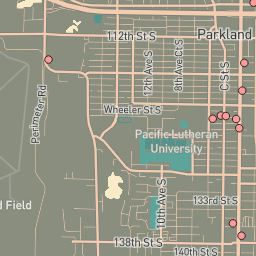 112th St S
Parkland
Perimeter Rd
12th Ave S
8th Ave Ct S
C St S
Wheeler St S
Pacific Lutheran
University
d Field
10th Ave S
133rd St S
138th St S
140th St S